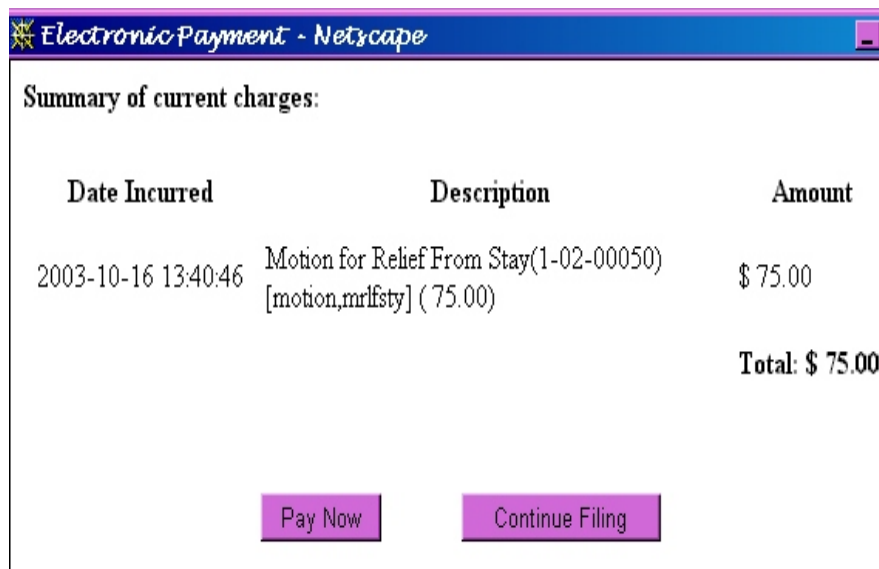 Electronic Payment - Netscape
Summary of current charges:
Date Incurred Description Amount
2003-10-16 13:40:46 Motion for Relief From Stay(1-02-00050) $ 75.00
[motion,mrlfsty] ( 75.00)
Total: $ 75.00
Pay Now Continue Filing